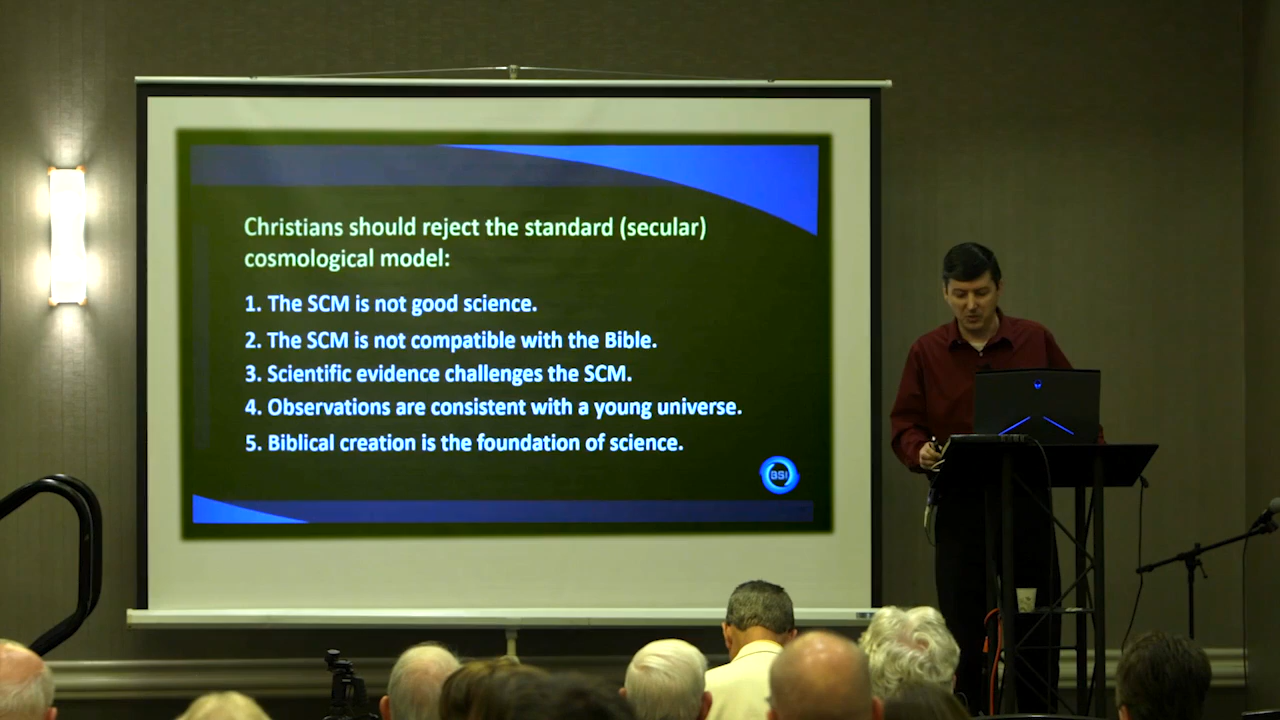 Christians should reject the standard (secular)
cosmological model:
1. The SCM is not good science.
2. The SCM is not compatible with the Bible.
3. Scientific evidence challenges the SCM.
4. Observations are consistent with a young universe.
5. Biblical creation is the foundation of science.
BSI